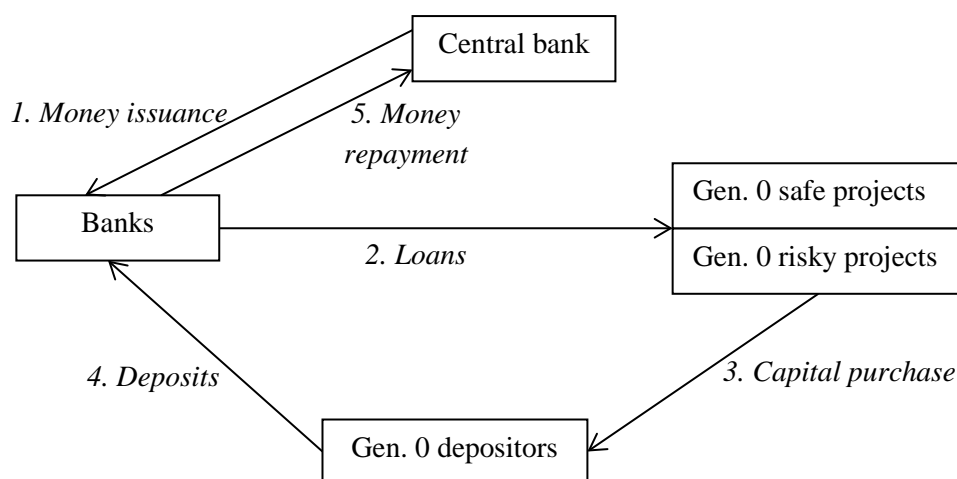 Central bank
1. Money issuance
5. Money
repayment
Gen. 0 safe projects
Banks
Gen. 0 risky projects
2. Loans
4. Deposits
3. Capital purchase
Gen. 0 depositors